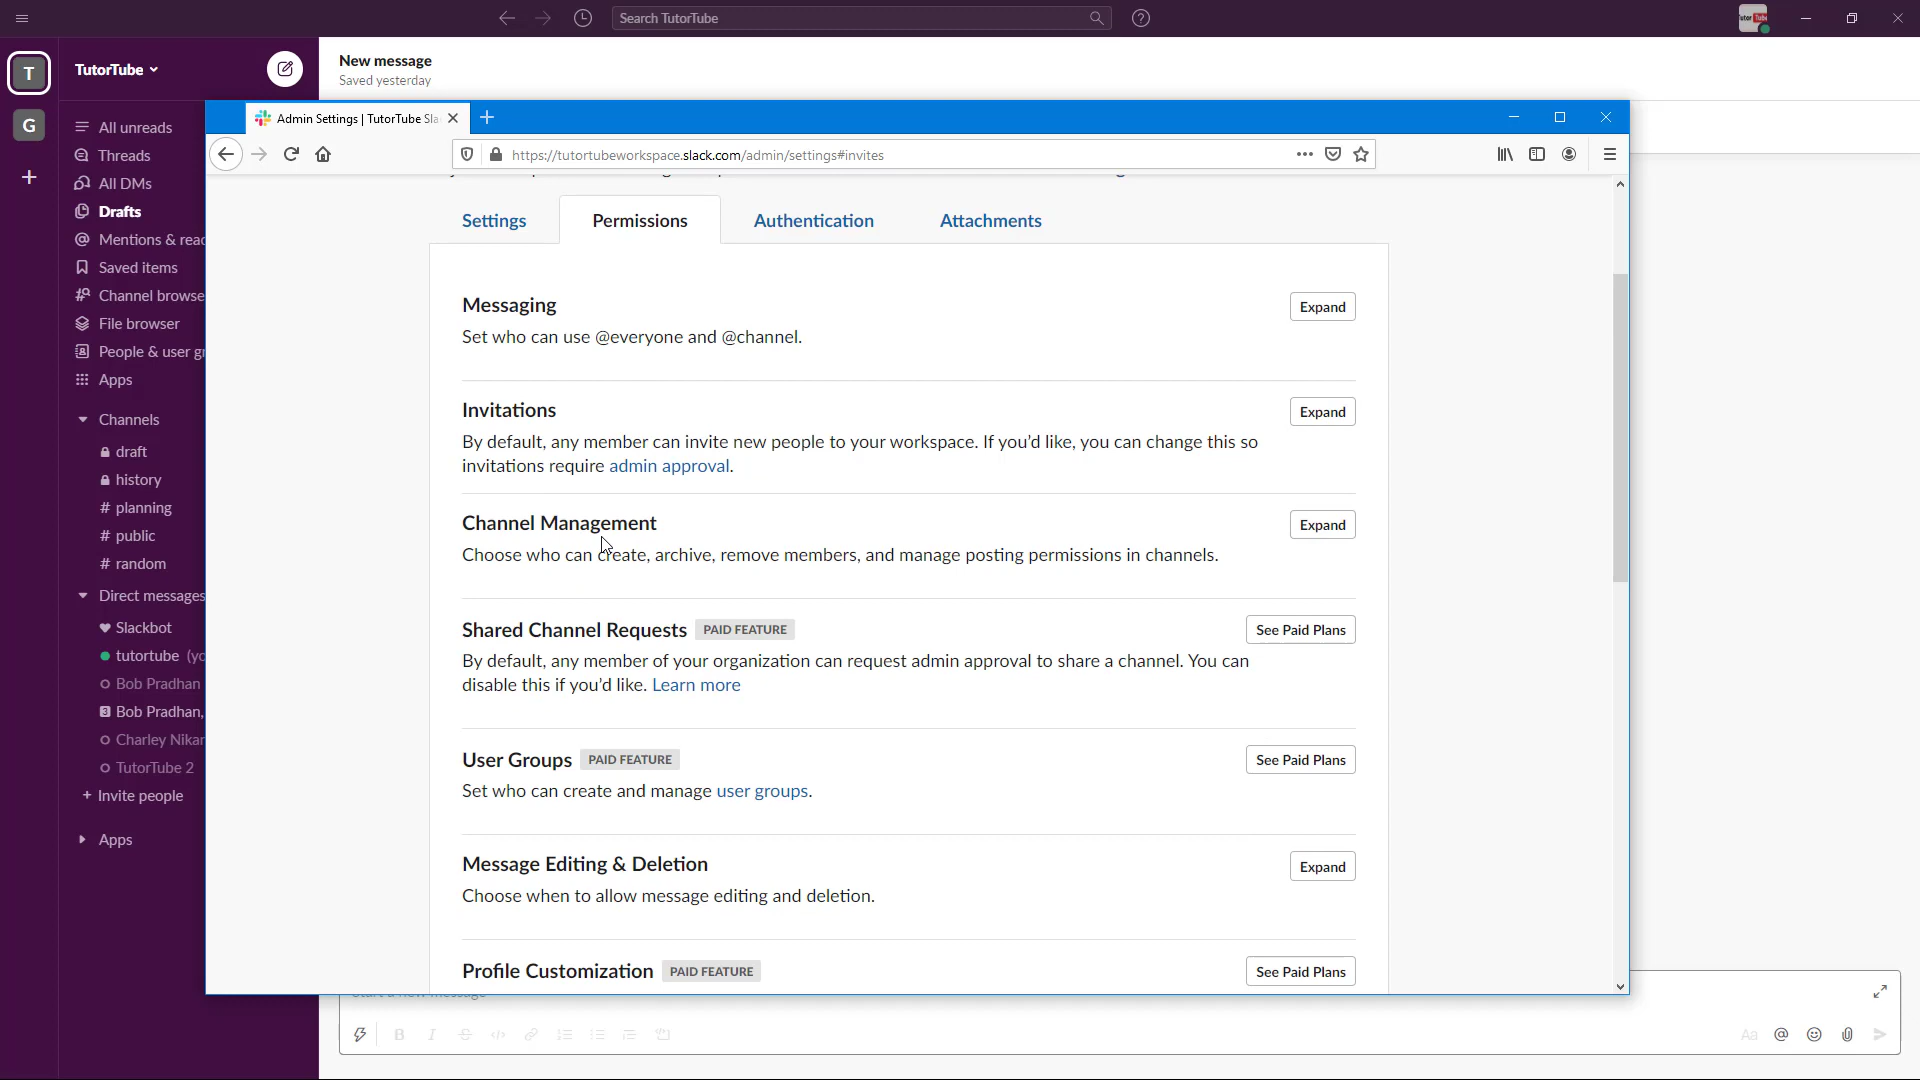 Search TutorTube
T
TutorTube
New message
Saved yesterday
G
All unreads
Threads
All DMs
Drafts
Mentions & reac
Saved items
Channel browse
File browser
People & user gr
Apps
Channels
draft
history
# planning
# public
# random
Direct messages
Slackbot
tutortube (yo
Bob Pradhan
3 Bob Pradhan,
Charley Nikar
TutorTube 2
+ Invite people
Apps
Admin Settings | TutorTube Sla
https://tutortubeworkspace.slack.com/admin/settings#invites
Settings
Permissions
Authentication
Attachments
Messaging
Expand
Set who can use @everyone and @channel.
Invitations
Expand
By default, any member can invite new people to your workspace. If you’d like, you can change this so
invitations require admin approval.
Channel Management
Expand
Choose who can create, archive, remove members, and manage posting permissions in channels.
Shared Channel Requests PAID FEATURE
See Paid Plans
By default, any member of your organization can request admin approval to share a channel. You can
disable this if you’d like. Learn more
User Groups PAID FEATURE
See Paid Plans
Set who can create and manage user groups.
Message Editing & Deletion
Expand
Choose when to allow message editing and deletion.
Profile Customization PAID FEATURE
See Paid Plans
Start a new message
B I S
Aa @